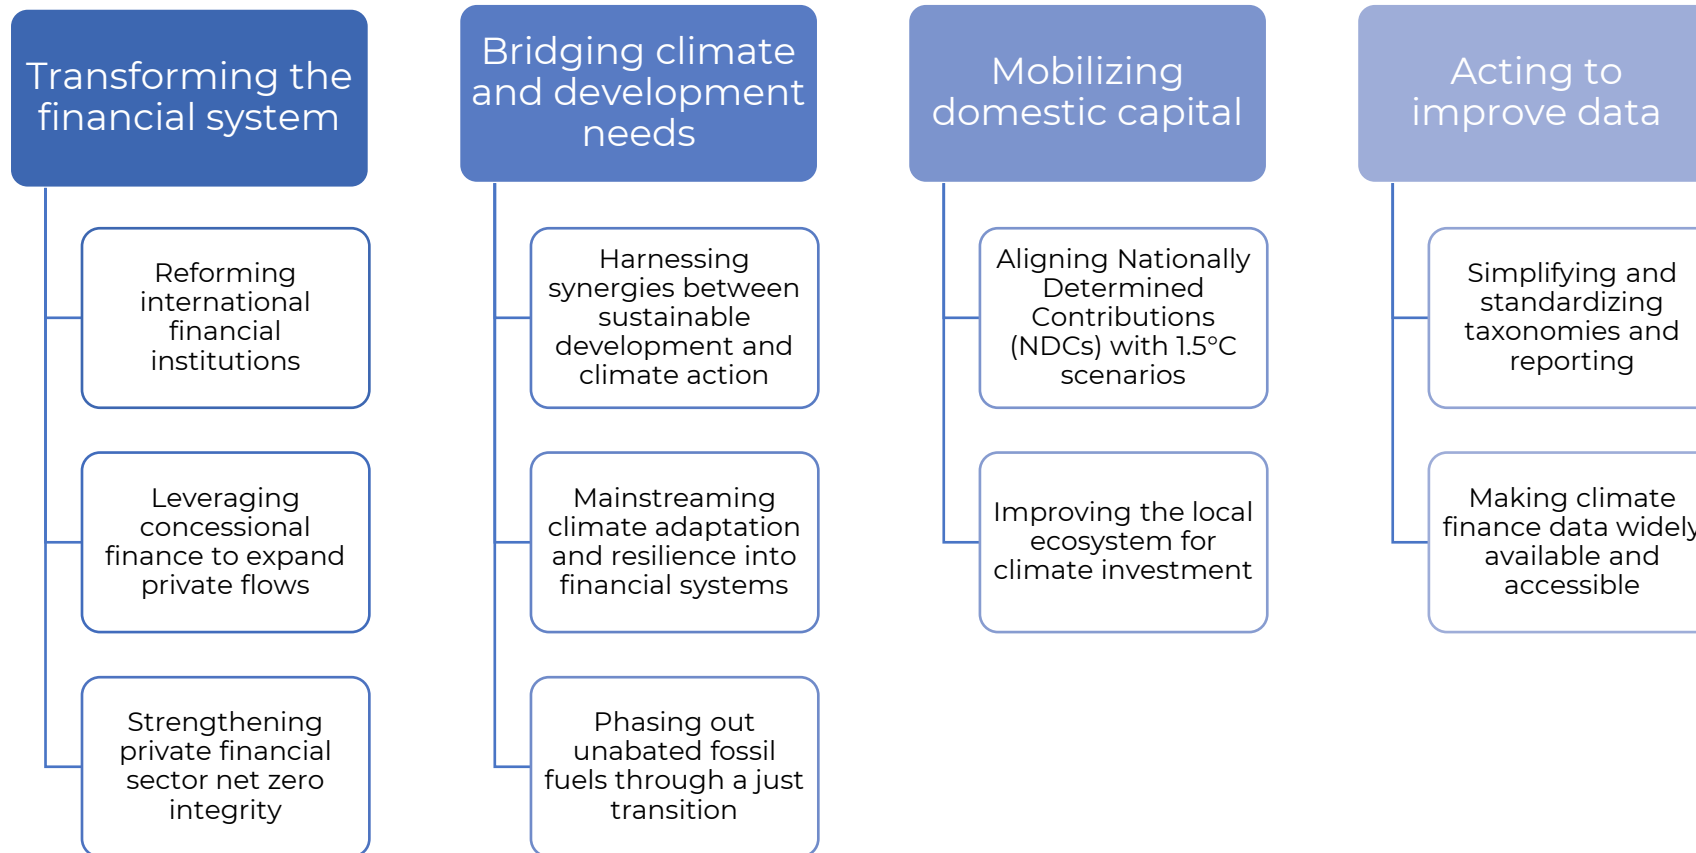 Transforming the
financial system
Reforming
international
financial
institutions
Leveraging
concessional
finance to expand
private flows
Strengthening
private financial
sector net zero
integrity
Bridging climate
and development
needs
Harnessing
synergies between
sustainable
development and
climate action
Mainstreaming
climate adaptation
and resilience into
financial systems
Phasing out
unabated fossil
fuels through a just
transition
Mobilizing
domestic capital
Aligning Nationally
Determined
Contributions
(NDCs) with 1.5°C
scenarios
Improving the local
ecosystem for
climate investment
Acting to
improve data
Simplifying and
standardizing
taxonomies and
reporting
Making climate
finance data widely
available and
accessible